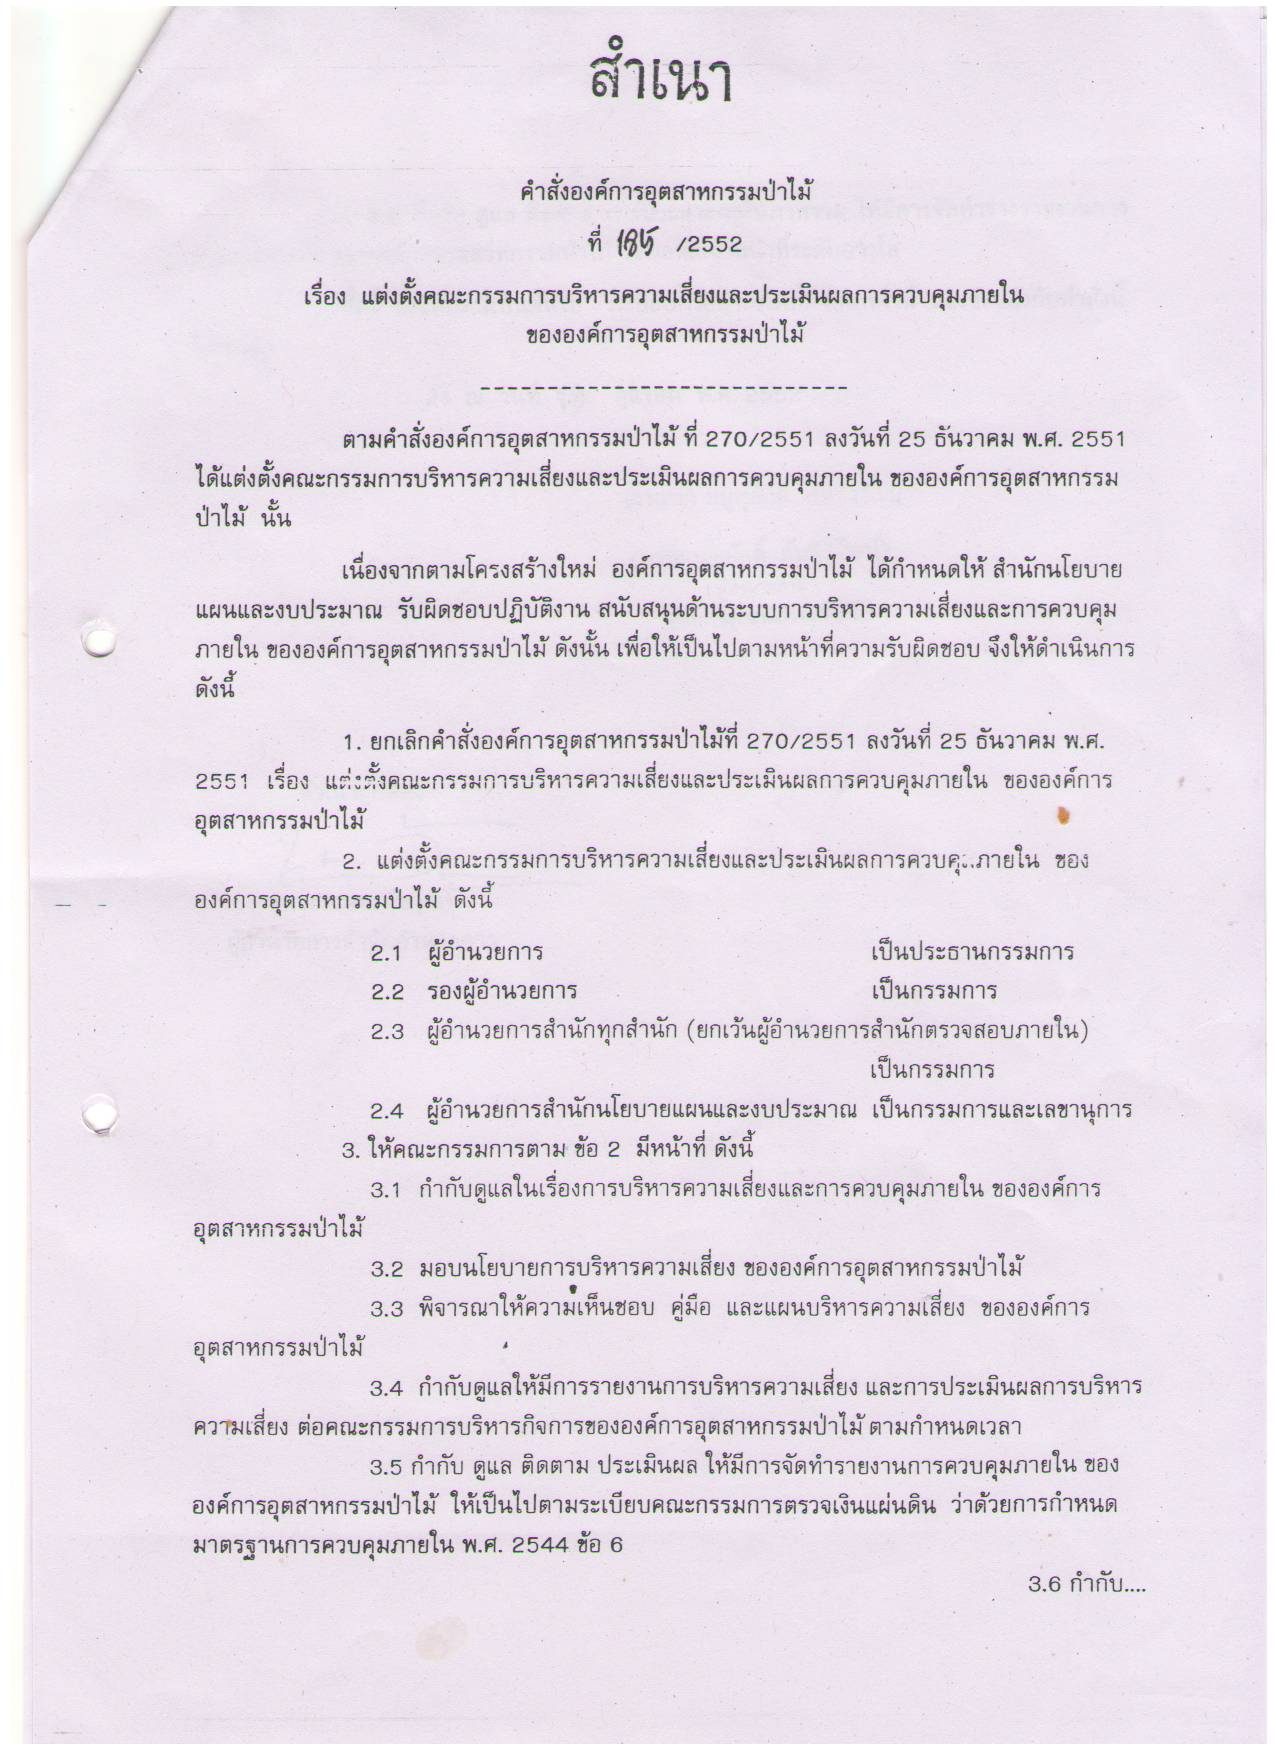 สำเนา
คำสั่งองค์การอุตสาหกรรมป่าไม้
ที่ 185 /2552
เรื่อง แต่งตั้งคณะกรรมการบริหารความเสี่ยงและประเมินผลการควบคุมภายใน
ขององค์การอุตสาหกรรมป่าไม้
----------------------------
ตามคำสั่งองค์การอุตสาหกรรมป่าไม้ ที่ 270/2551 ลงวันที่ 25 ธันวาคม พ.ศ. 2551
ได้แต่งตั้งคณะกรรมการบริหารความเสี่ยงและประเมินผลการควบคุมภายใน ขององค์การอุตสาหกรรม
ป่าไม้ นั้น
เนื่องจากตามโครงสร้างใหม่ องค์การอุตสาหกรรมป่าไม้ ได้กำหนดให้ สำนักนโยบาย
แผนและงบประมาณ รับผิดชอบปฏิบัติงาน สนับสนุนด้านระบบการบริหารความเสี่ยงและการควบคุม
ภายใน ขององค์การอุตสาหกรรมป่าไม้ ดังนั้น เพื่อให้เป็นไปตามหน้าที่ความรับผิดชอบ จึงให้ดำเนินการ
ดังนี้
1. ยกเลิกคำสั่งองค์การอุตสาหกรรมป่าไม้ที่ 270/2551 ลงวันที่ 25 ธันวาคม พ.ศ.
2551 เรื่อง แต่งตั้งคณะกรรมการบริหารความเสี่ยงและประเมินผลการควบคุมภายใน ขององค์การ
อุตสาหกรรมป่าไม้
2. แต่งตั้งคณะกรรมการบริหารความเสี่ยงและประเมินผลการควบคุมภายใน ของ
องค์การอุตสาหกรรมป่าไม้ ดังนี้
2.1 ผู้อำนวยการ เป็นประธานกรรมการ
2.2 รองผู้อำนวยการ เป็นกรรมการ
2.3 ผู้อำนวยการสำนักทุกสำนัก (ยกเว้นผู้อำนวยการสำนักตรวจสอบภายใน)
เป็นกรรมการ
2.4 ผู้อำนวยการสำนักนโยบายแผนและงบประมาณ เป็นกรรมการและเลขานุการ
3. ให้คณะกรรมการตาม ข้อ 2 มีหน้าที่ ดังนี้
3.1 กำกับดูแลในเรื่องการบริหารความเสี่ยงและการควบคุมภายใน ขององค์การ
อุตสาหกรรมป่าไม้
3.2 มอบนโยบายการบริหารความเสี่ยง ขององค์การอุตสาหกรรมป่าไม้
3.3 พิจารณาให้ความเห็นชอบ คู่มือ และแผนบริหารความเสี่ยง ขององค์การ
อุตสาหกรรมป่าไม้
3.4 กำกับดูแลให้มีการรายงานการบริหารความเสี่ยง และการประเมินผลการบริหาร
ความเสี่ยง ต่อคณะกรรมการบริหารกิจการขององค์การอุตสาหกรรมป่าไม้ ตามกำหนดเวลา
3.5 กำกับ ดูแล ติดตาม ประเมินผล ให้มีการจัดทำรายงานการควบคุมภายใน ของ
องค์การอุตสาหกรรมป่าไม้ ให้เป็นไปตามระเบียบคณะกรรมการตรวจเงินแผ่นดิน ว่าด้วยการกำหนด
มาตรฐานการควบคุมภายใน พ.ศ. 2544 ข้อ 6
3.6 กำกับ....